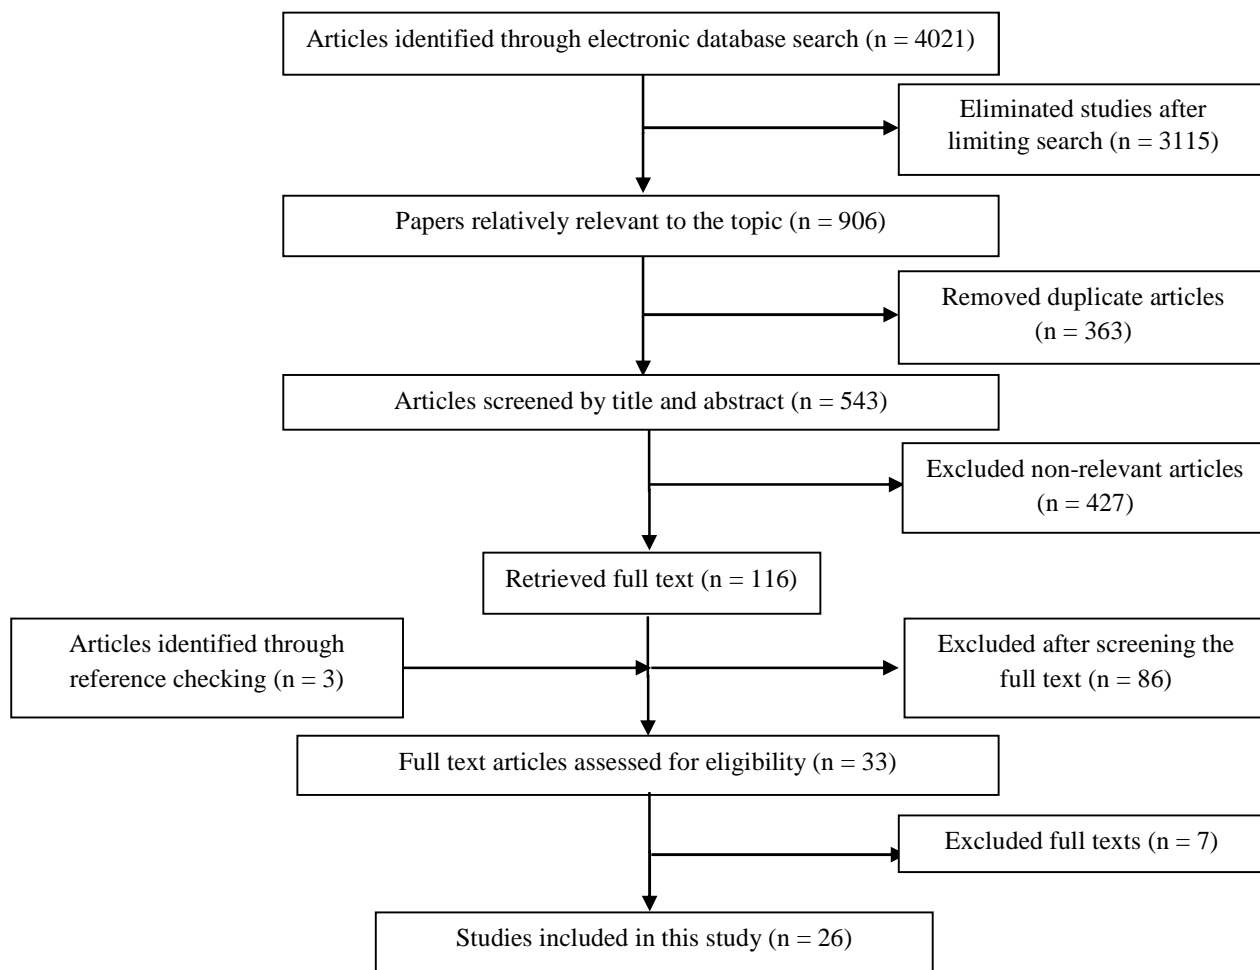 Articles identified through electronic database search (n = 4021)
Eliminated studies after
limiting search (n = 3115)
Papers relatively relevant to the topic (n = 906)
Removed duplicate articles
(n = 363)
Articles screened by title and abstract (n = 543)
Excluded non-relevant articles
(n = 427)
Retrieved full text (n = 116)
Articles identified through
reference checking (n = 3)
Excluded after screening the
full text (n = 86)
Full text articles assessed for eligibility (n = 33)
Excluded full texts (n = 7)
Studies included in this study (n = 26)